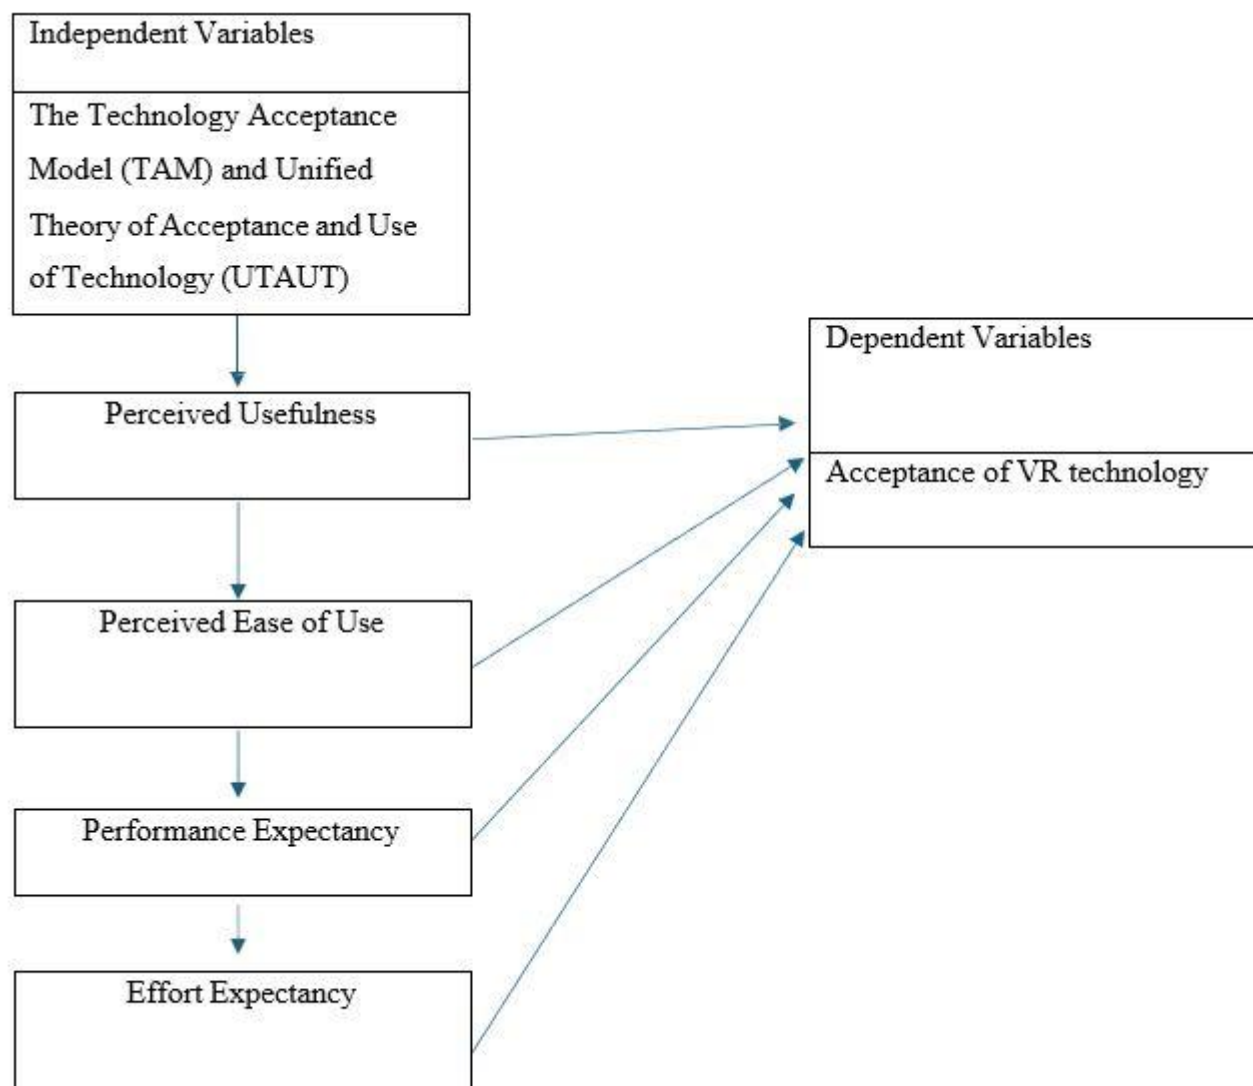 Independent Variables
The Technology Acceptance
Model (TAM) and Unified
Theory of Acceptance and Use
of Technology (UTAUT)
Perceived Usefulness
Perceived Ease of Use
Performance Expectancy
Effort Expectancy
Dependent Variables
Acceptance of VR technology